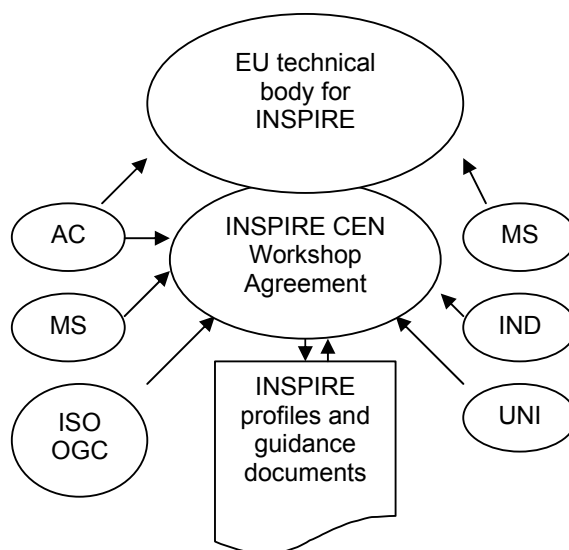 EU technical
body for
INSPIRE
AC
INSPIRE CEN
Workshop
Agreement
MS
MS
IND
ISO
OGC
INSPIRE
profiles and
guidance
documents
UNI